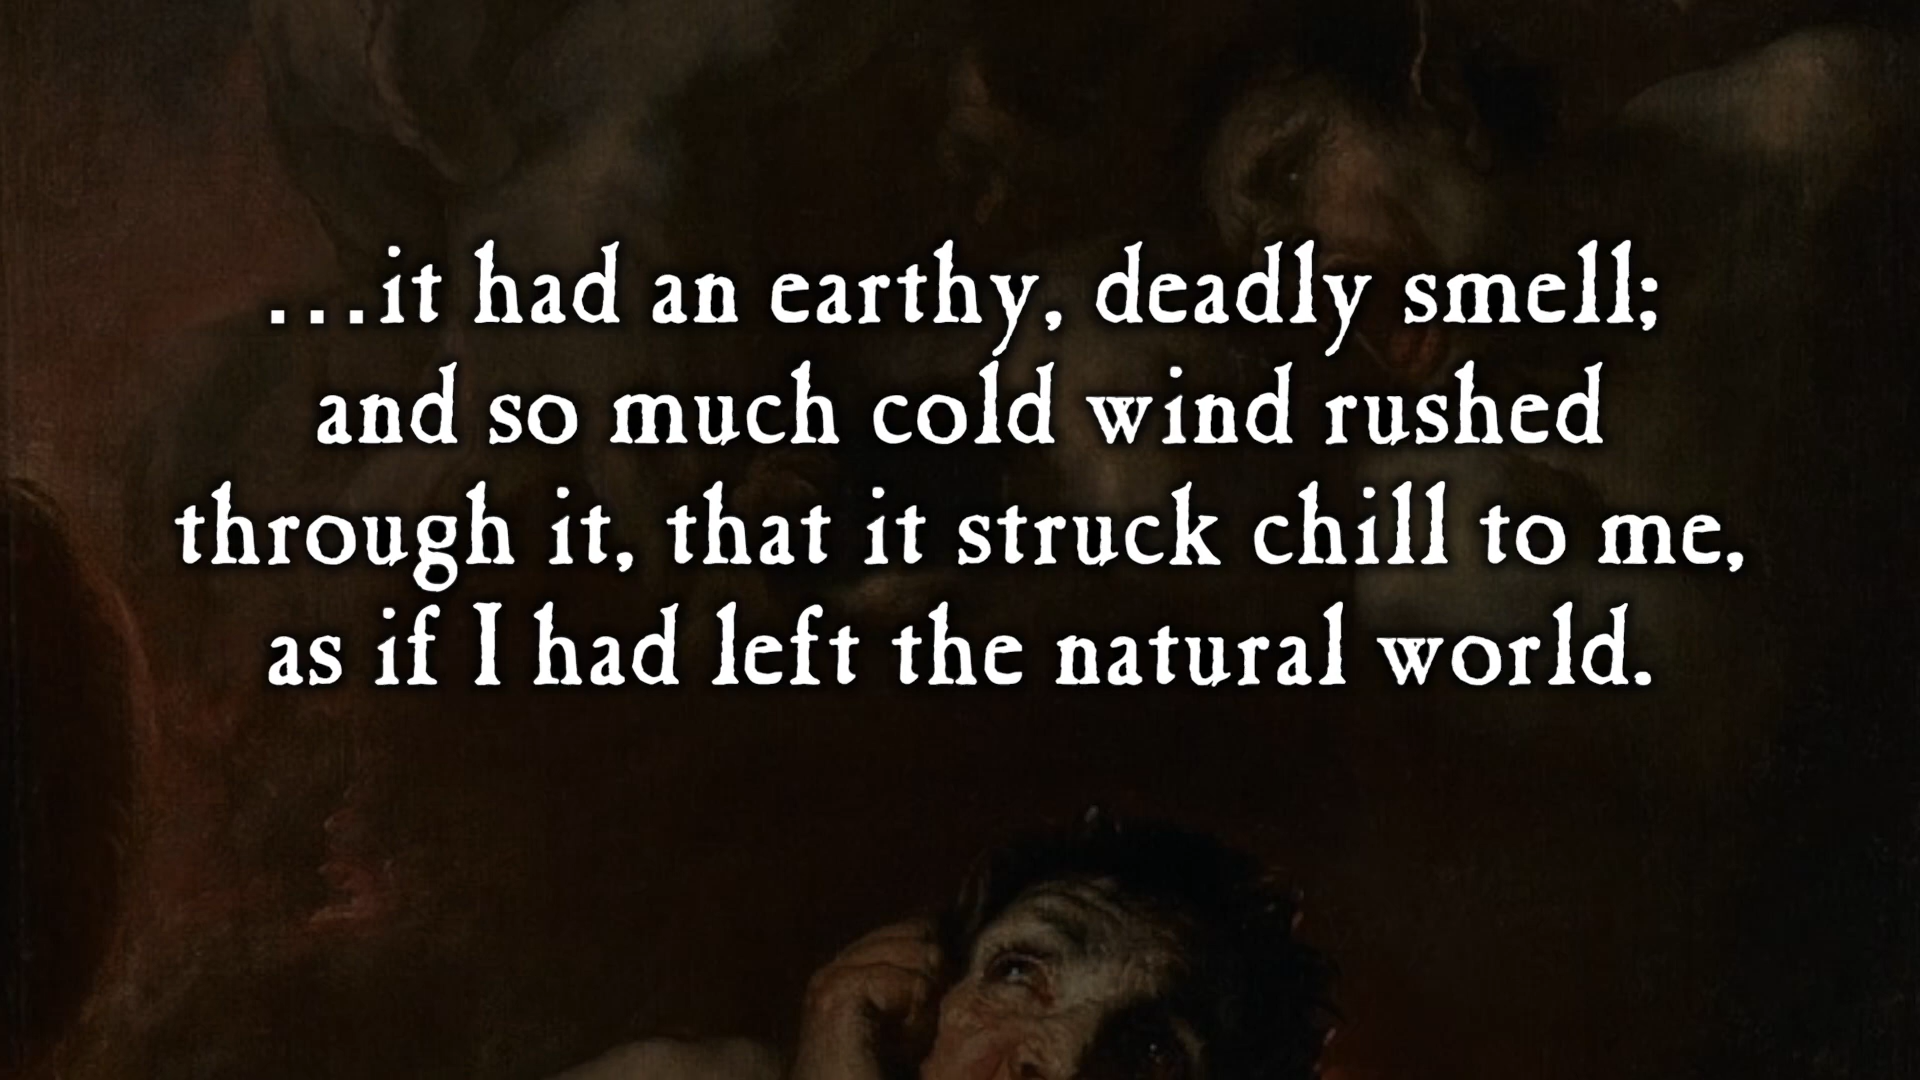 ...it had an earthy, deadly smell;
and so much cold wind rushed
through it, that it struck chill to me,
as if I had left the natural world.